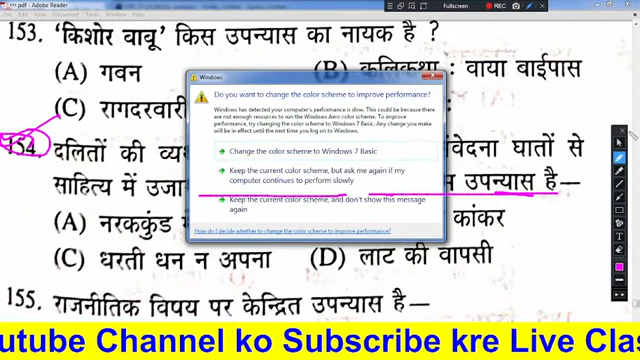 .pdf - Adobe Reader
Fullscreen
REC
153. 'किशोर वावू' किस उपन्यास का नायक है ?
(A) गवन
(B) कलिकथा : वाया बाईपास
(C) रागदरवारी
154. दलितों की व्य
संवेदना घातों से
साहित्य में उजा
उपन्यास है—
(A) नरककुंड में
कांकर
(C) धरती धन न अपना
(D) लाट की वापसी
155. राजनीतिक विषय पर केन्द्रित उपन्यास है—
Windows
Do you want to change the color scheme to improve performance?
Windows has detected your computer's performance is slow. This could be because there
are not enough resources to run the Windows Aero color scheme. To improve
performance, try changing the color scheme to Windows 7 Basic. Any change you make
will be in effect until the next time you log on to Windows.
Change the color scheme to Windows 7 Basic
Keep the current color scheme, but ask me again if my
computer continues to perform slowly
Keep the current color scheme, and don't show this message
again
How do I decide whether to change the color scheme to improve performance?
utube Channel ko Subscribe kre Live Clas